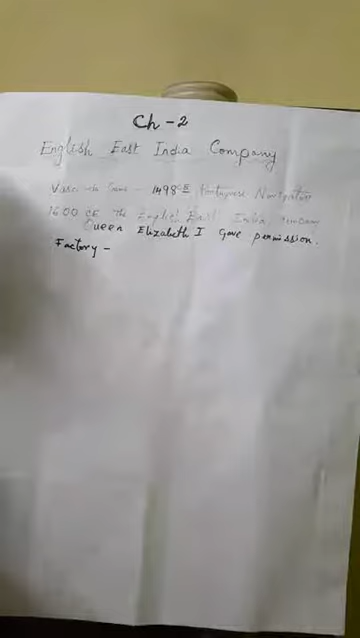 Ch - 2
English East India Company
Vasco da Gama - 1498 CE Portuguese Navigator
1600 CE the English East India Company
Queen Elizabeth I Gave permission.
Factory -